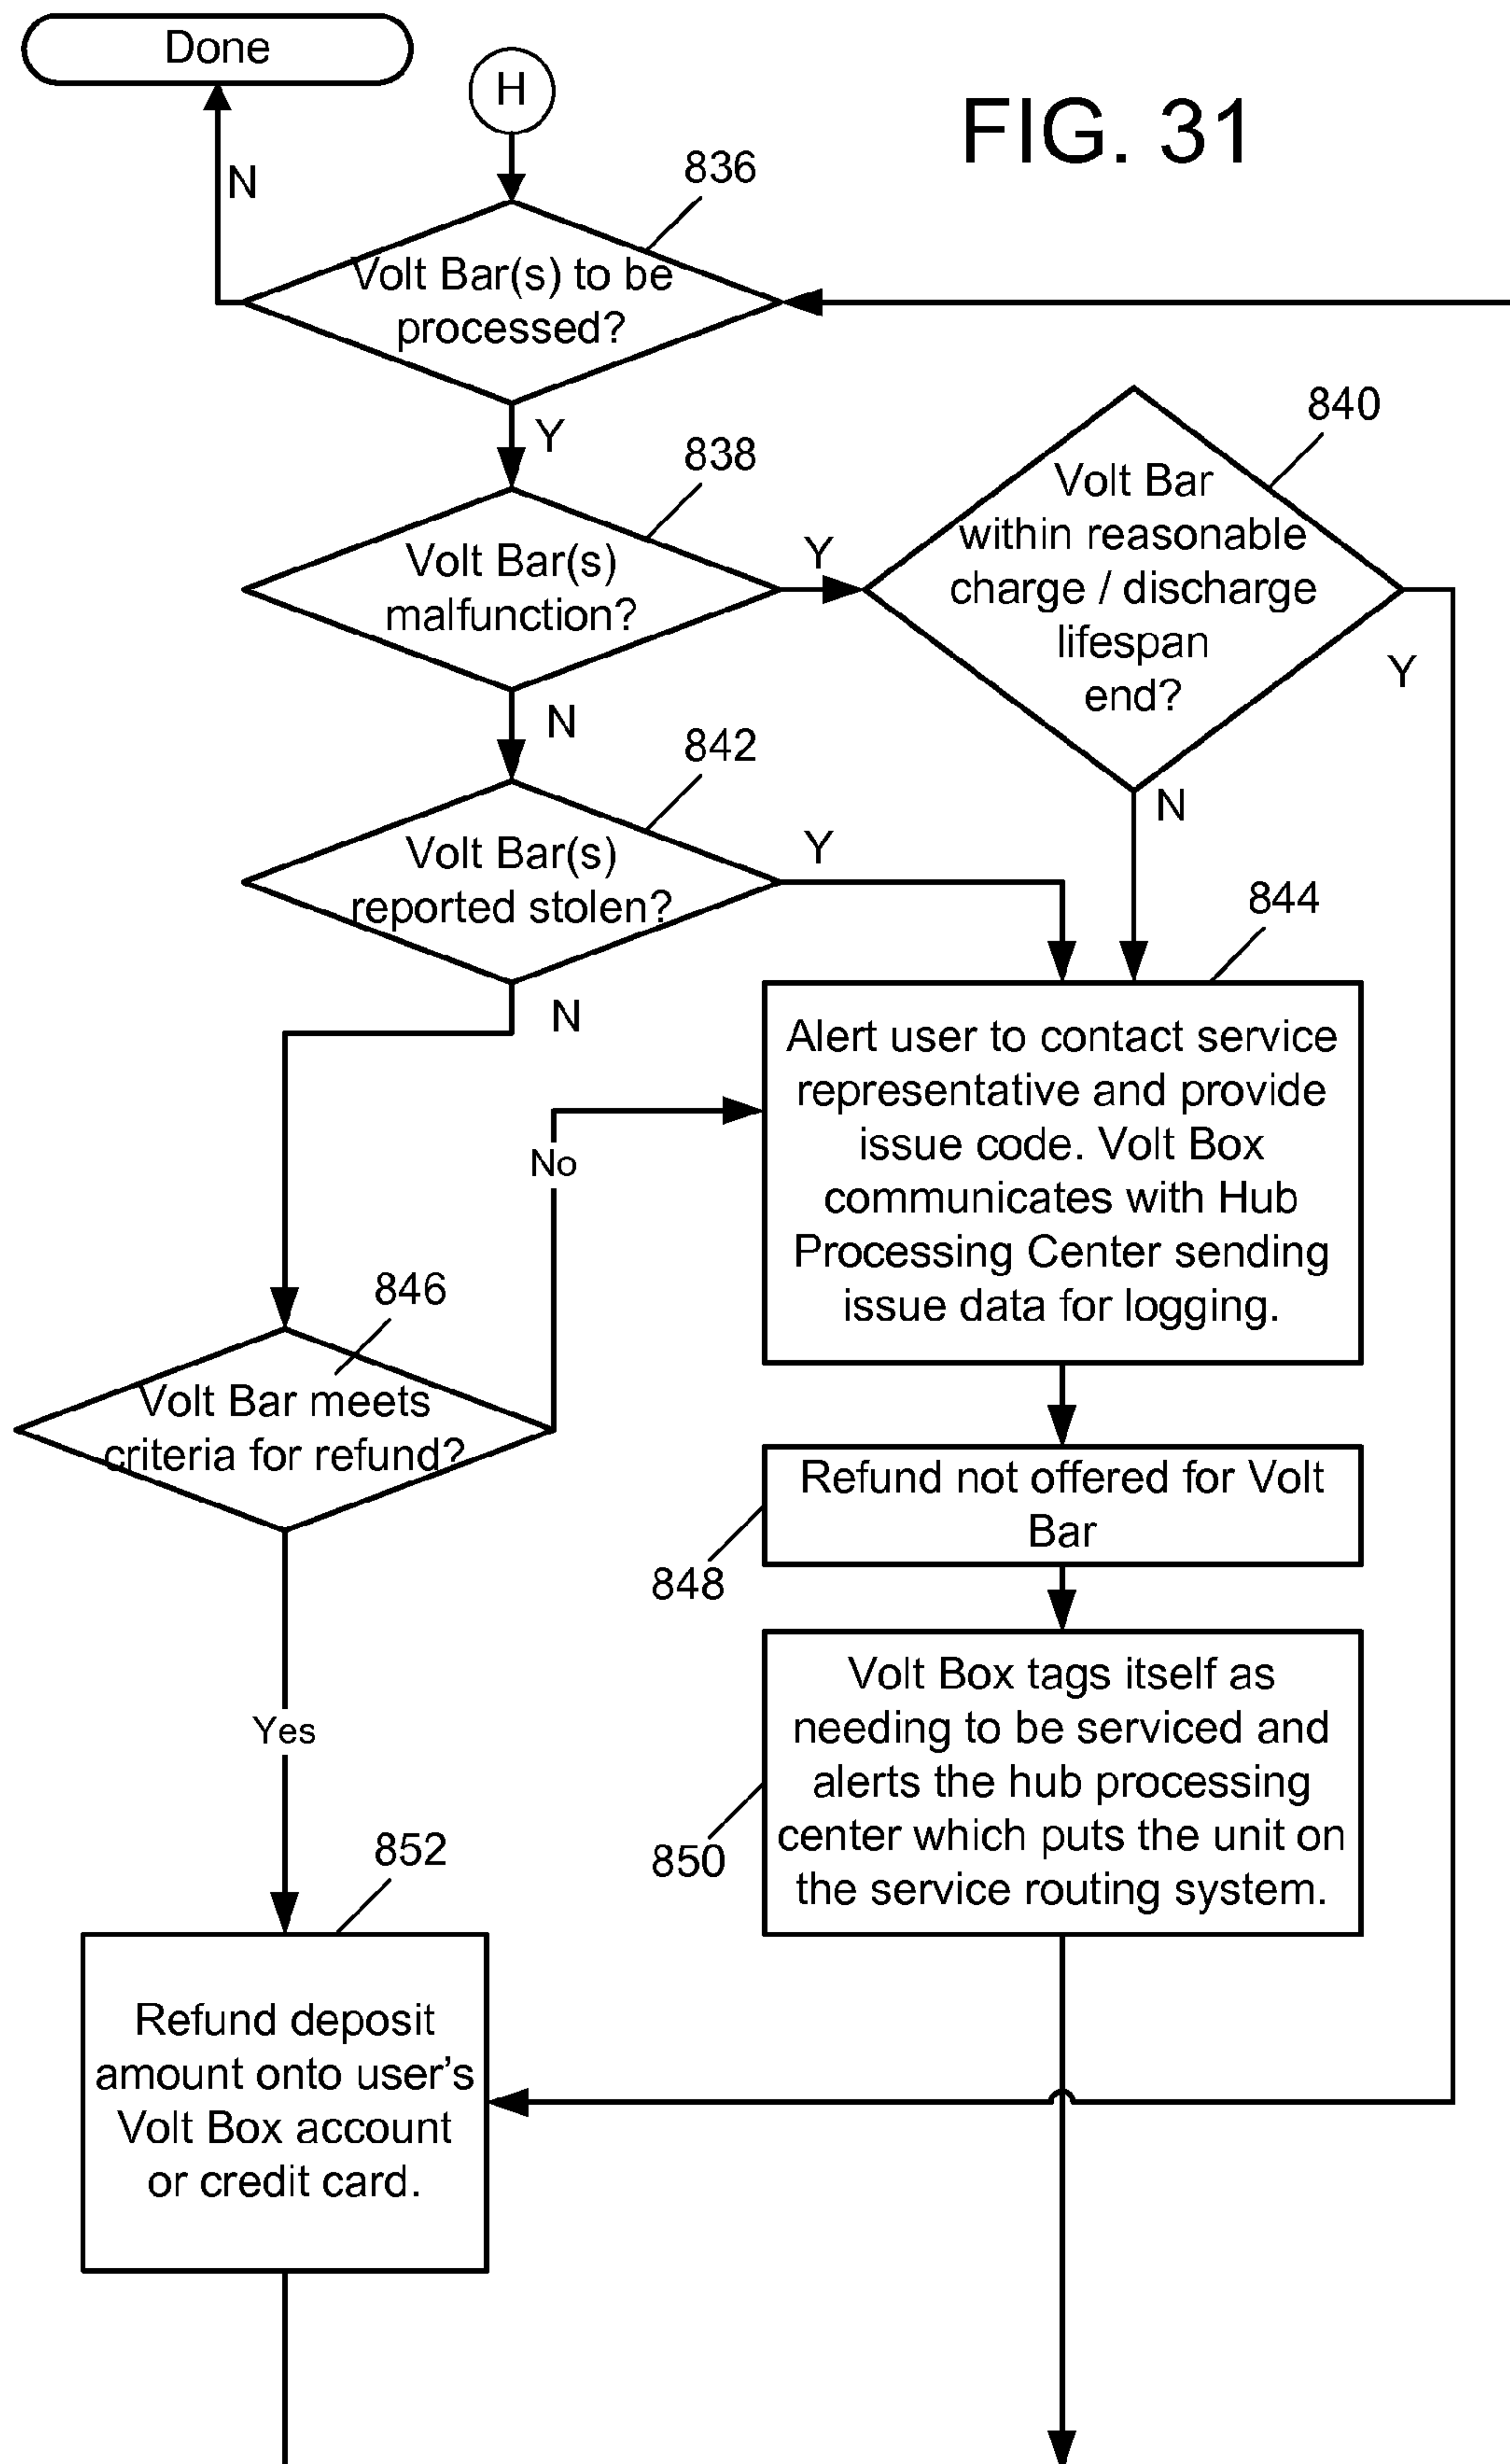 Done
H
FIG. 31
N
836
Volt Bar(s) to be
processed?
Y
838
Volt Bar(s)
malfunction?
Y
840
Volt Bar
within reasonable
charge / discharge
lifespan
end?
Y
N
N
842
Volt Bar(s)
reported stolen?
Y
N
844
Alert user to contact service
representative and provide
issue code. Volt Box
communicates with Hub
Processing Center sending
issue data for logging.
No
846
Volt Bar meets
criteria for refund?
Refund not offered for Volt
Bar
848
Yes
Volt Box tags itself as
needing to be serviced and
alerts the hub processing
center which puts the unit on
the service routing system.
850
852
Refund deposit
amount onto user's
Volt Box account
or credit card.